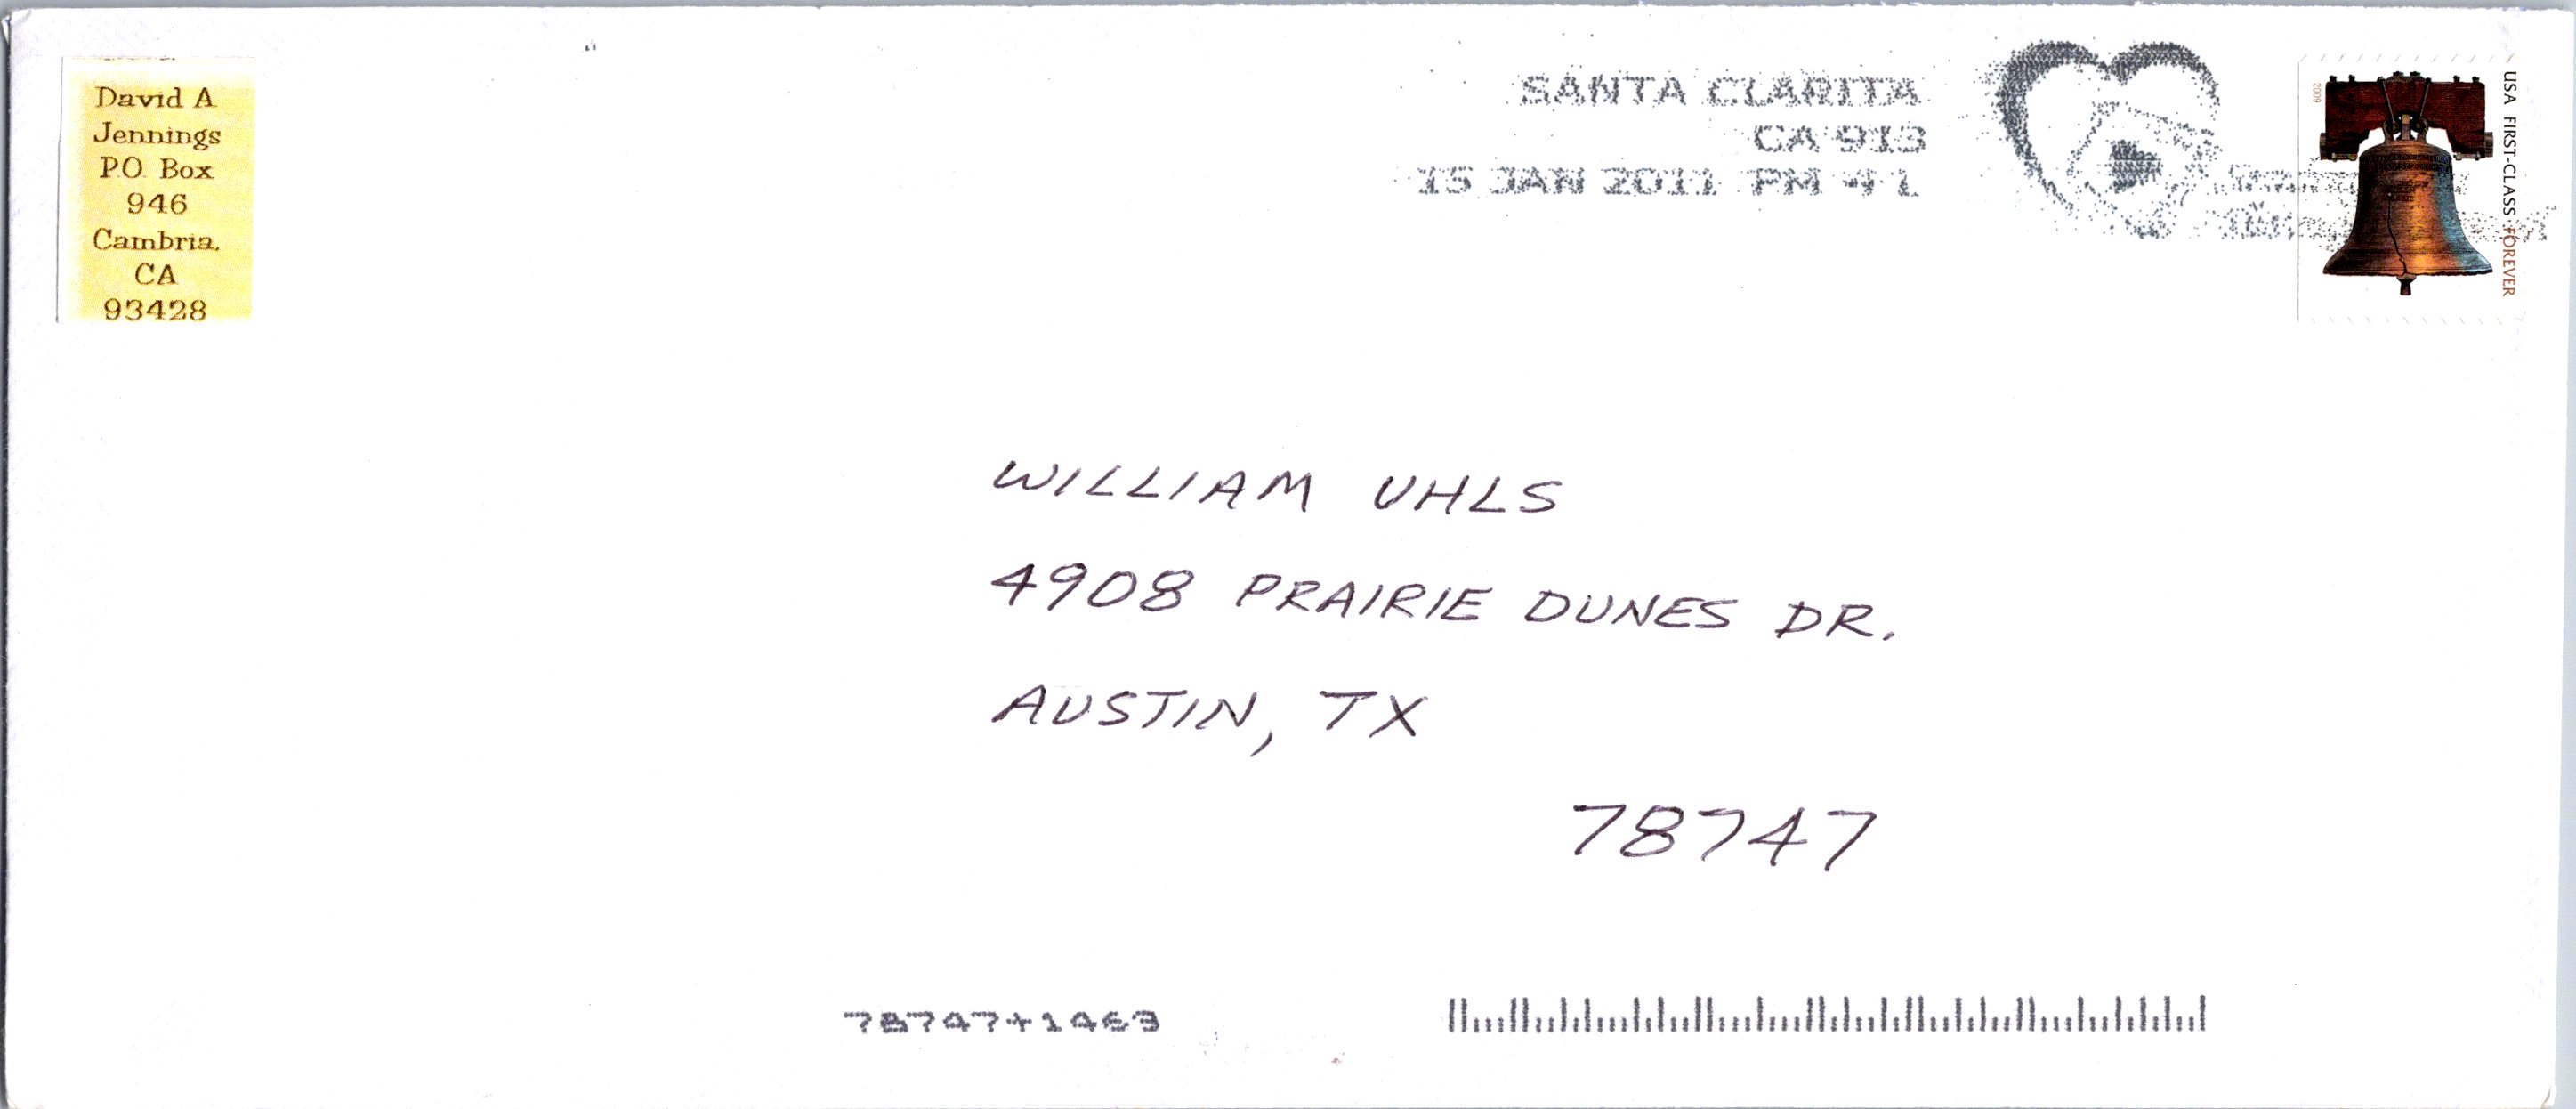 David A
Jennings
P.O. Box
946
Cambria,
CA
93428
SANTA CLARITA
CA 913
15 JAN 2011 PM 4 L
2009
USA FIRST-CLASS FOREVER
WILLIAM UHLS
4908 PRAIRIE DUNES DR.
AUSTIN, TX
78747
78747+1463